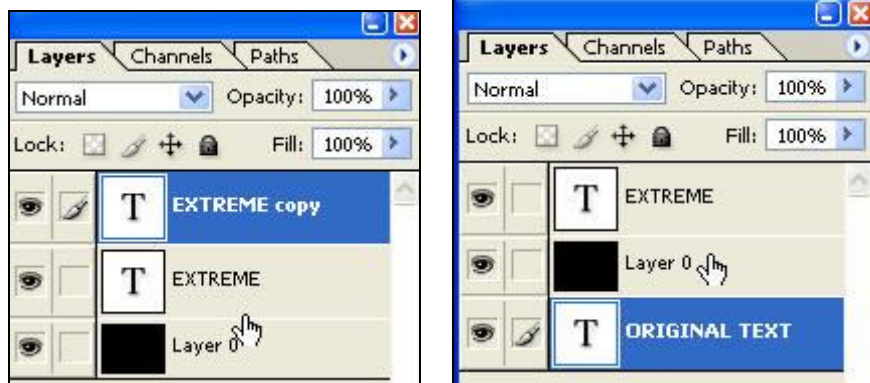 Layers Channels Paths
Normal Opacity: 100%
Lock: Fill: 100%
T EXTREME copy
T EXTREME
Layer 0
Layers Channels Paths
Normal Opacity: 100%
Lock: Fill: 100%
T EXTREME
Layer 0
T ORIGINAL TEXT